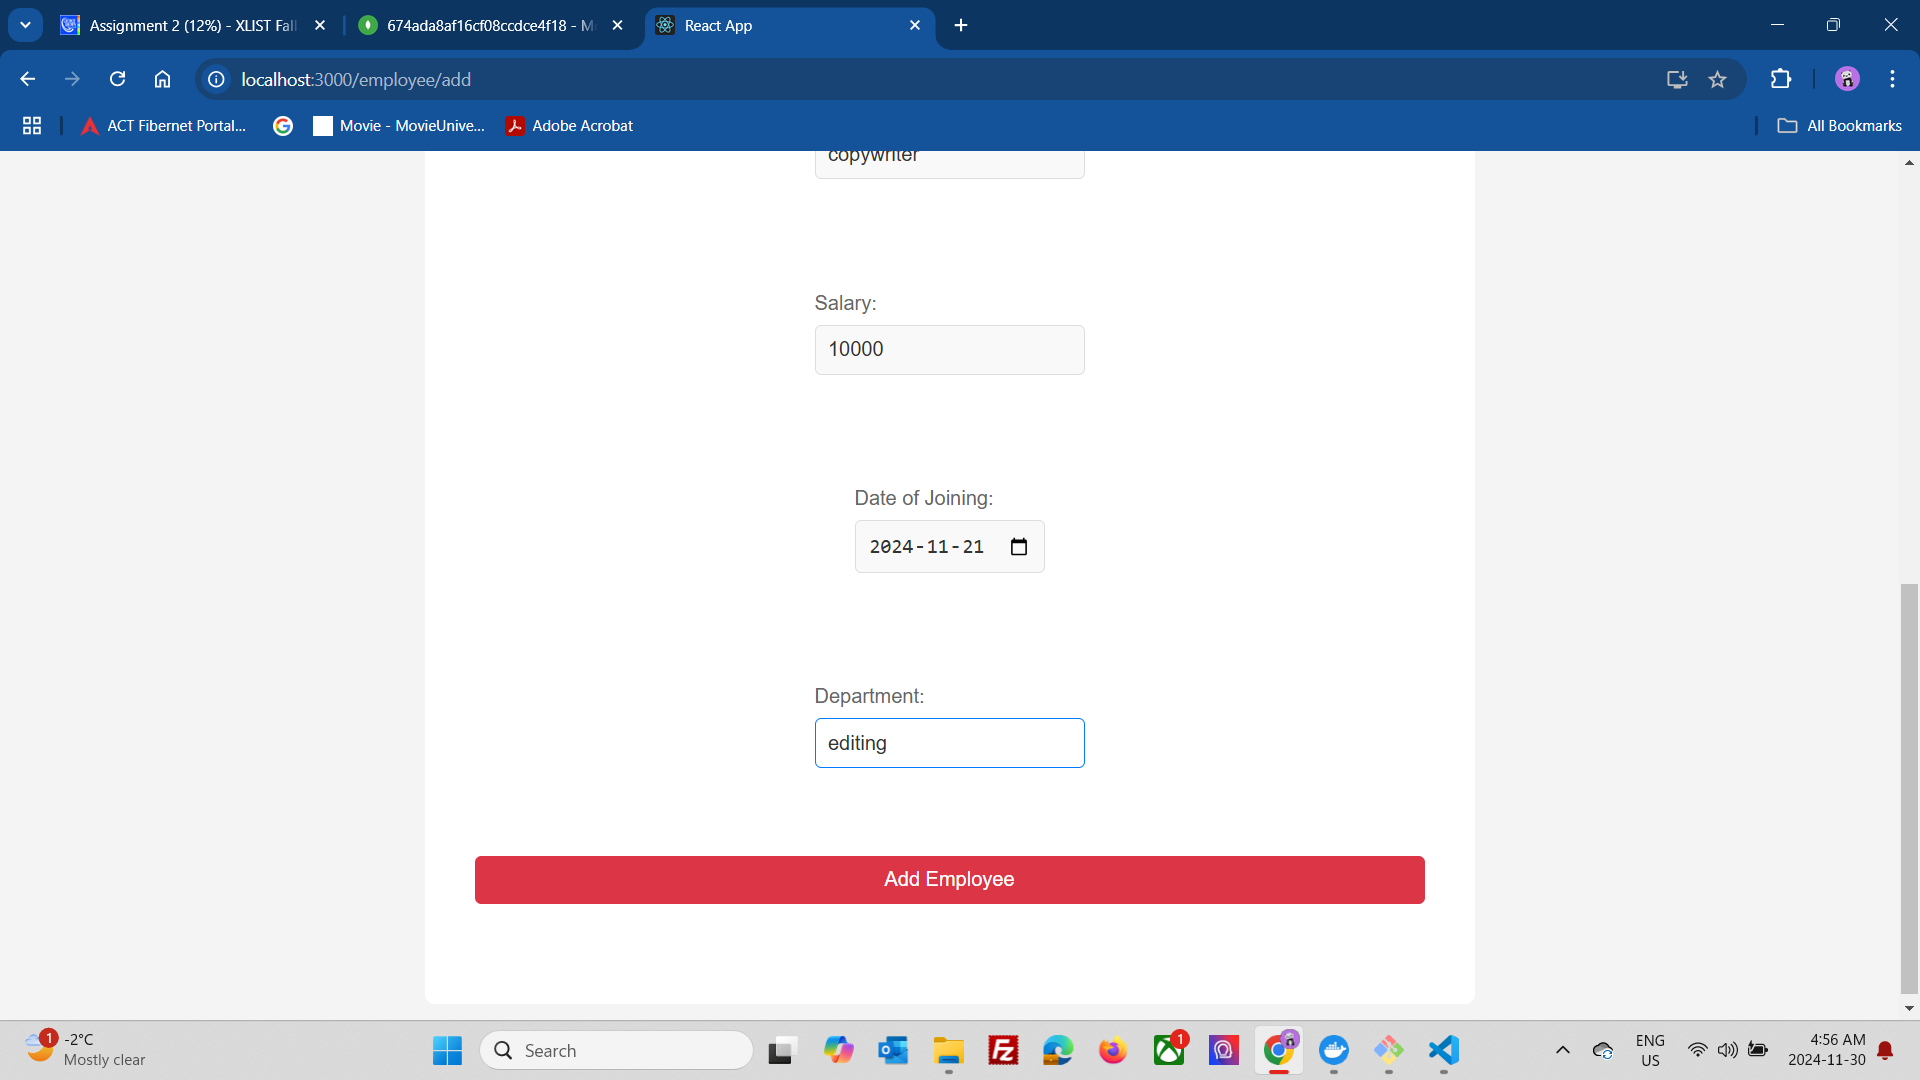 Assignment 2 (12%) - XLIST Fall
674ada8af16cf08ccdce4f18 - M
React App
localhost:3000/employee/add
ACT Fibernet Portal...
Movie - MovieUnive...
Adobe Acrobat
All Bookmarks
copywriter
Salary:
10000
Date of Joining:
2024-11-21
Department:
editing
Add Employee
1
-2°C
Mostly clear
Search
1
ENG
US
4:56 AM
2024-11-30